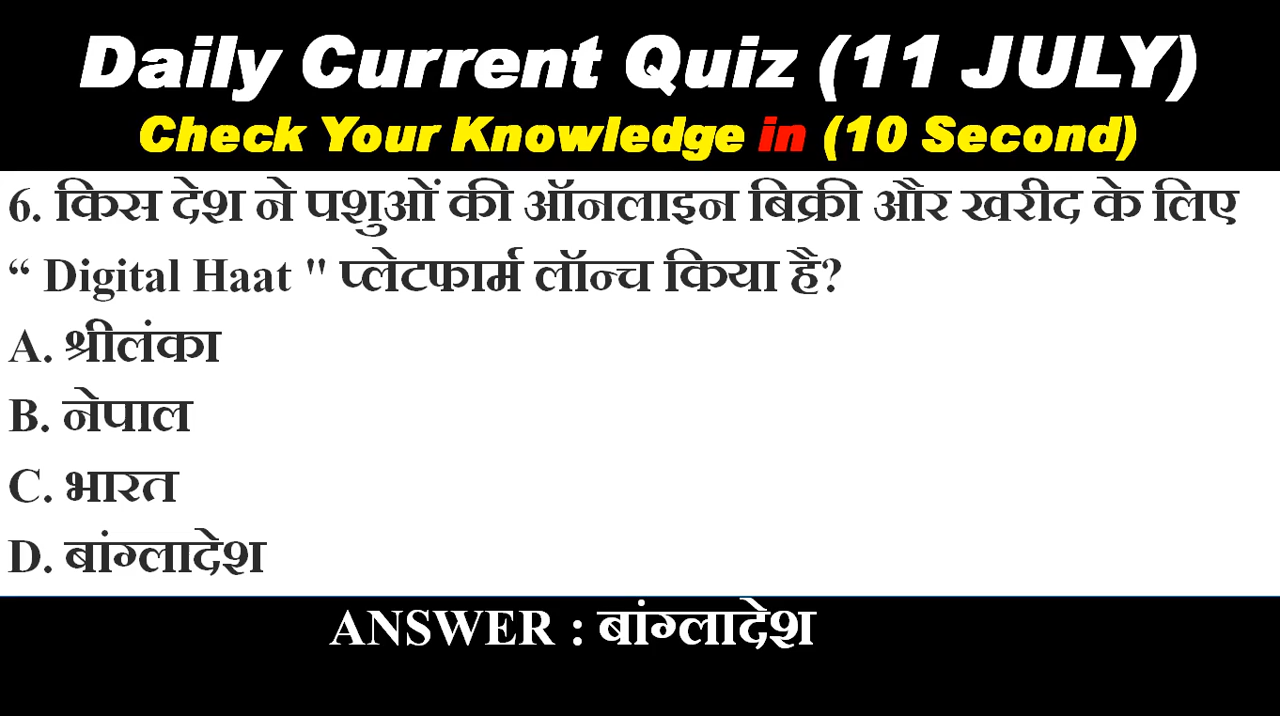 Daily Current Quiz (11 JULY)
Check Your Knowledge in (10 Second)
6. किस देश ने पशुओं की ऑनलाइन बिक्री और खरीद के लिए
“ Digital Haat " प्लेटफार्म लॉन्च किया है?
A. श्रीलंका
B. नेपाल
C. भारत
D. बांग्लादेश
ANSWER : बांग्लादेश